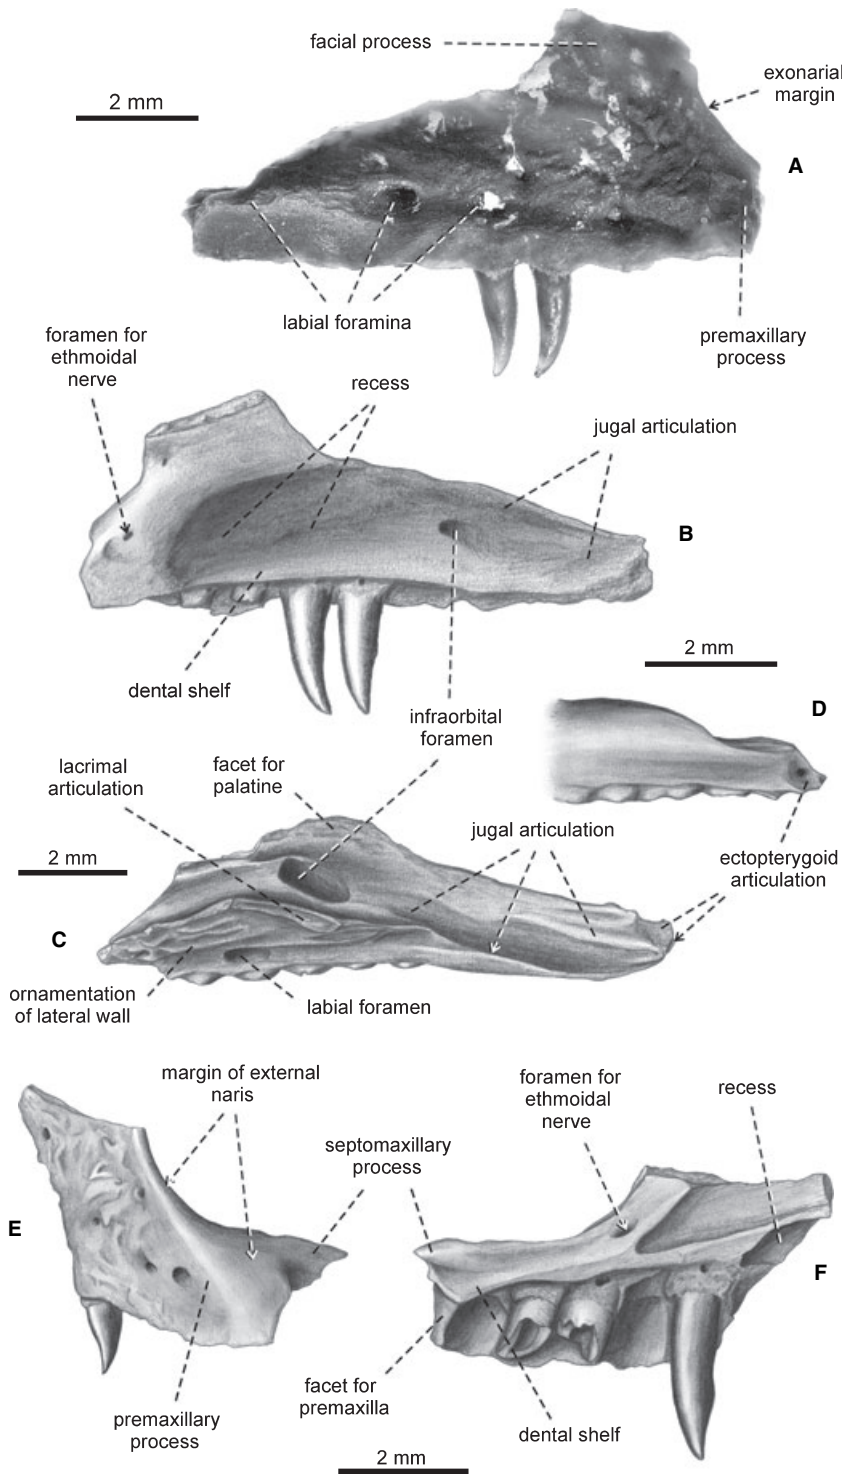 facial process
exonarial
margin
2 mm
A
labial foramina
premaxillary
process
foramen for
ethmoidal
nerve
recess
jugal articulation
B
dental shelf
infraorbital
foramen
2 mm
D
lacrimal
articulation
facet for
palatine
jugal articulation
2 mm
ectopterygoid
articulation
C
ornamentation
of lateral wall
labial foramen
margin of external
naris
foramen for
ethmoidal
nerve
recess
septomaxillary
process
E
F
facet for
premaxilla
premaxillary
process
dental shelf
2 mm